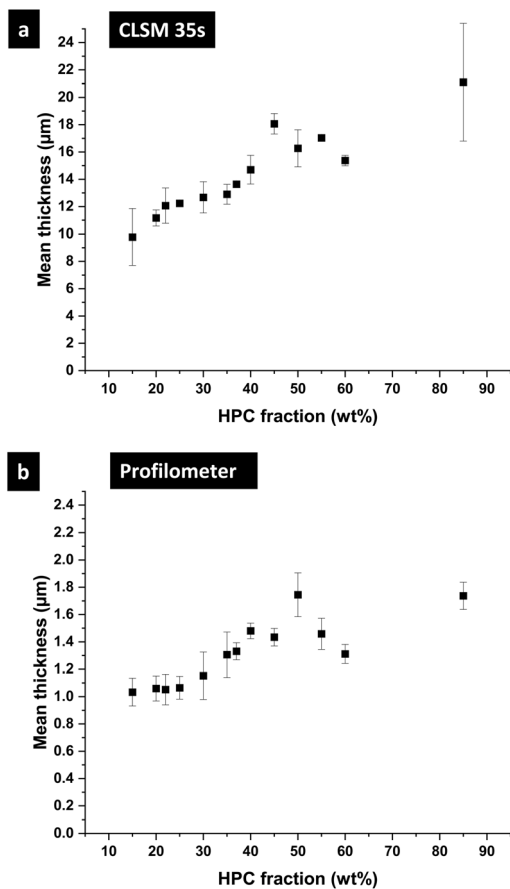 a
CLSM 35s
24
22
20
18
16
14
12
10
8
6
4
2
0
Mean thickness (μm)
10 20 30 40 50 60 70 80 90
HPC fraction (wt%)
b
Profilometer
2.4
2.2
2.0
1.8
1.6
1.4
1.2
1.0
0.8
0.6
0.4
0.2
0.0
Mean thickness (μm)
10 20 30 40 50 60 70 80 90
HPC fraction (wt%)